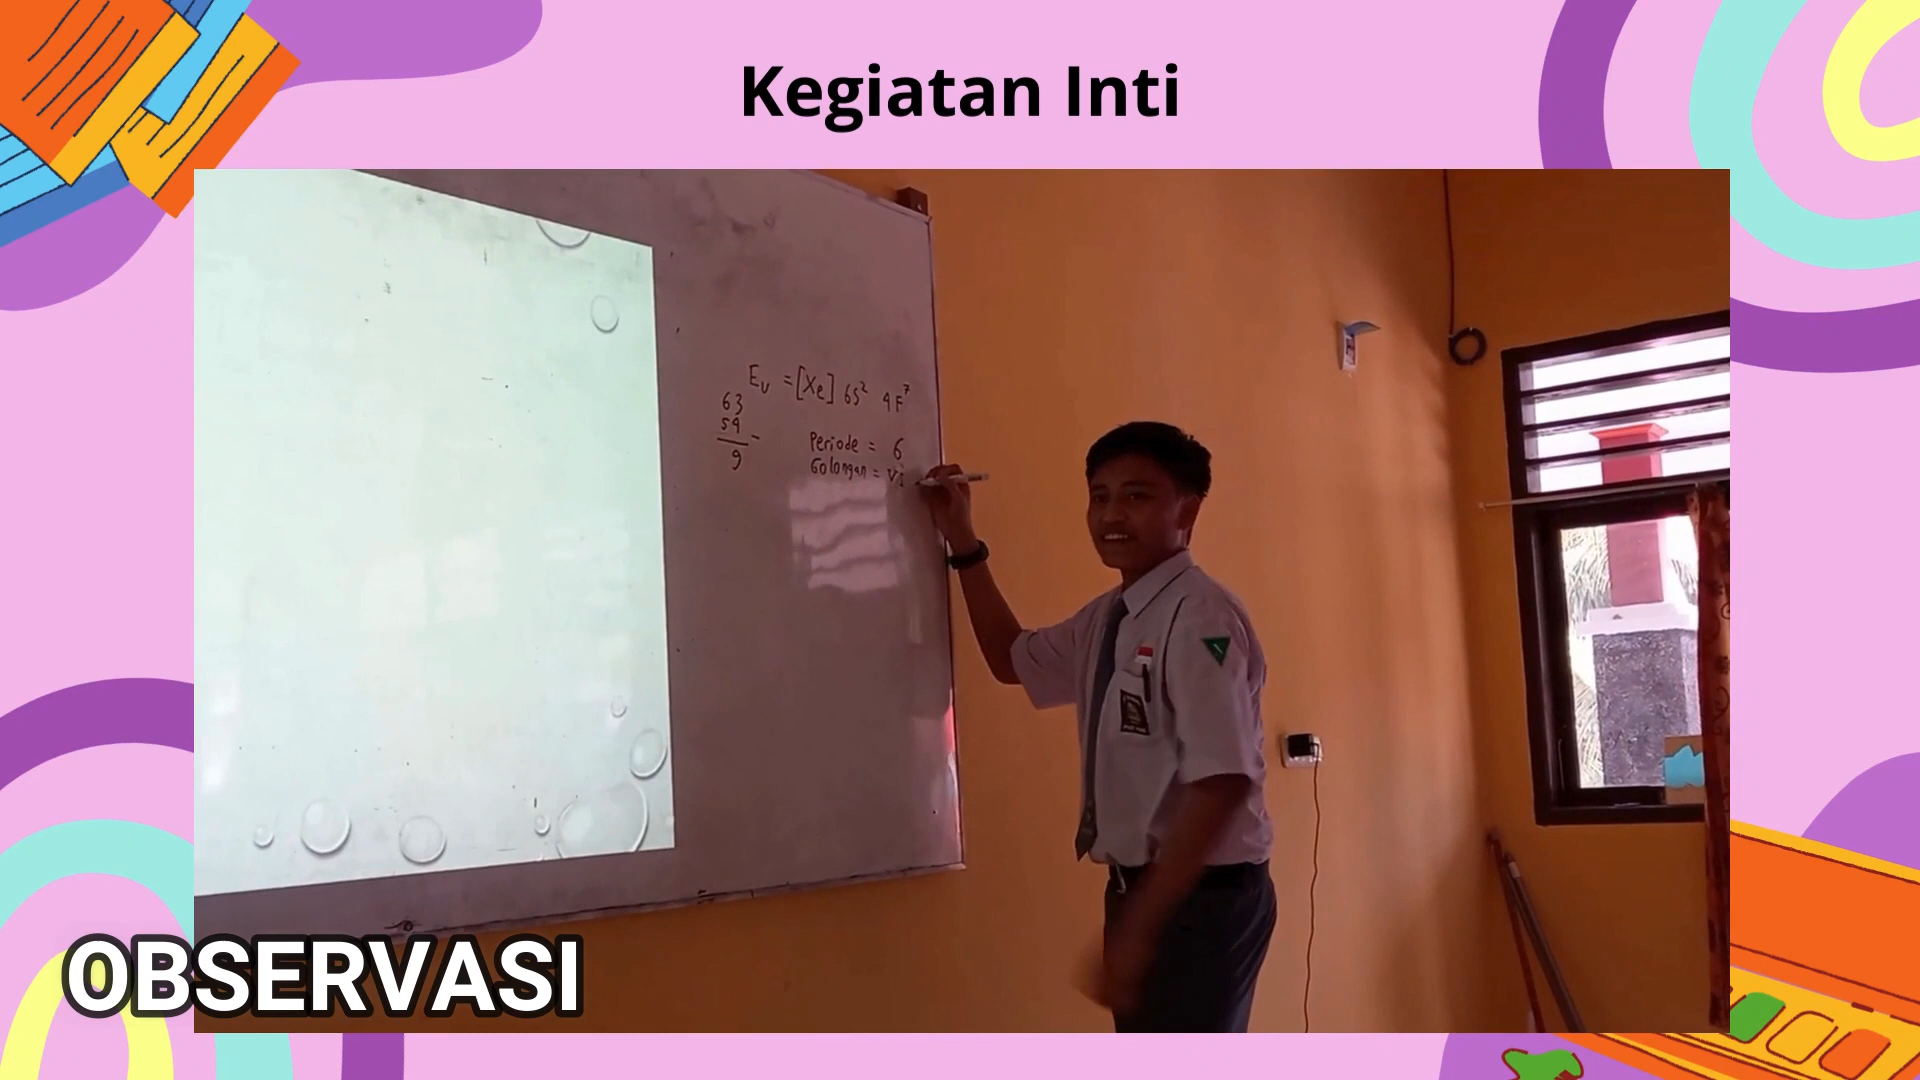 Kegiatan Inti
Eu = [Xe] 6s² 4F⁷
63
54 -
9
Periode = 6
Golongan = Vi
OBSERVASI